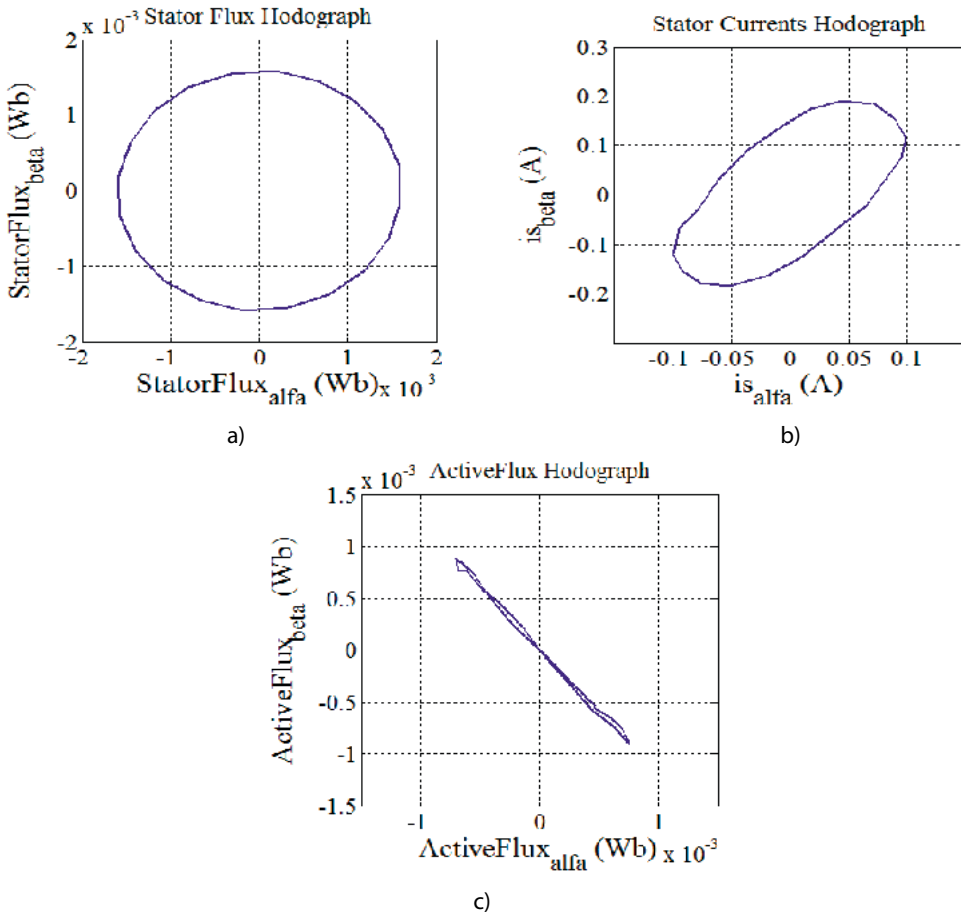 x 10⁻³ Stator Flux Hodograph
StatorFlux_beta (Wb)
2
1
0
-1
-2
-2 -1 0 1 2
StatorFlux_alfa (Wb) x 10³
a)
Stator Currents Hodograph
is_beta (A)
0.3
0.2
0.1
0
-0.1
-0.2
-0.1 -0.05 0 0.05 0.1
is_alfa (A)
b)
x 10⁻³ ActiveFlux Hodograph
ActiveFlux_beta (Wb)
1.5
1
0.5
0
-0.5
-1
-1.5
-1 0 1
ActiveFlux_alfa (Wb) x 10⁻³
c)